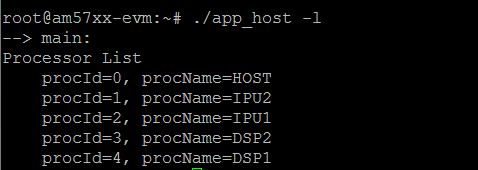 root@am57xx-evm:~# ./app_host -l
--> main:
Processor List
    procId=0, procName=HOST
    procId=1, procName=IPU2
    procId=2, procName=IPU1
    procId=3, procName=DSP2
    procId=4, procName=DSP1